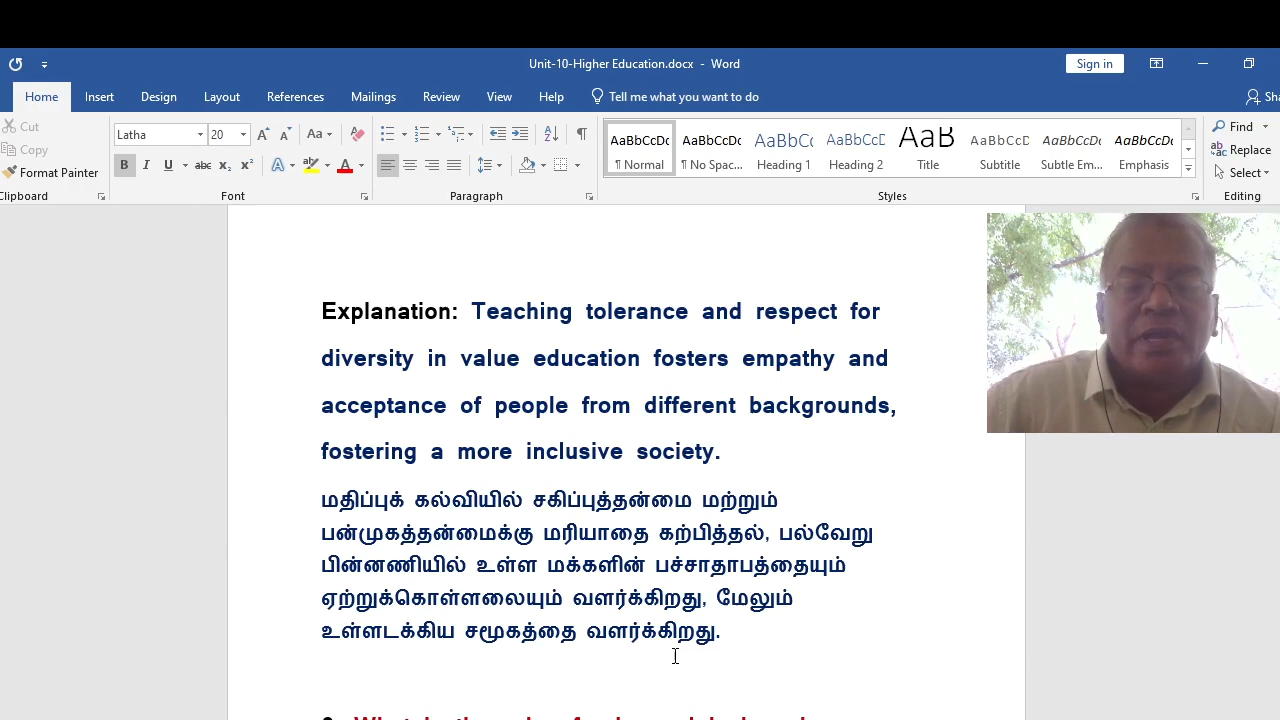 Unit-10-Higher Education.docx - Word
Sign in
Home Insert Design Layout References Mailings Review View Help Tell me what you want to do
Cut
Copy
Format Painter
Clipboard
Latha 20
Font
Paragraph
AaBbCcDc AaBbCcDc AaBbCc AaBbCcD AaB AaBbCcD AaBbCcDc AaBbCcDc
¶ Normal ¶ No Spac... Heading 1 Heading 2 Title Subtitle Subtle Em... Emphasis
Styles
Find
Replace
Select
Editing
Explanation: Teaching tolerance and respect for
diversity in value education fosters empathy and
acceptance of people from different backgrounds,
fostering a more inclusive society.
மதிப்புக் கல்வியில் சகிப்புத்தன்மை மற்றும்
பன்முகத்தன்மைக்கு மரியாதை கற்பித்தல், பல்வேறு
பின்னணியில் உள்ள மக்களின் பச்சாதாபத்தையும்
ஏற்றுக்கொள்ளலையும் வளர்க்கிறது, மேலும்
உள்ளடக்கிய சமூகத்தை வளர்க்கிறது.